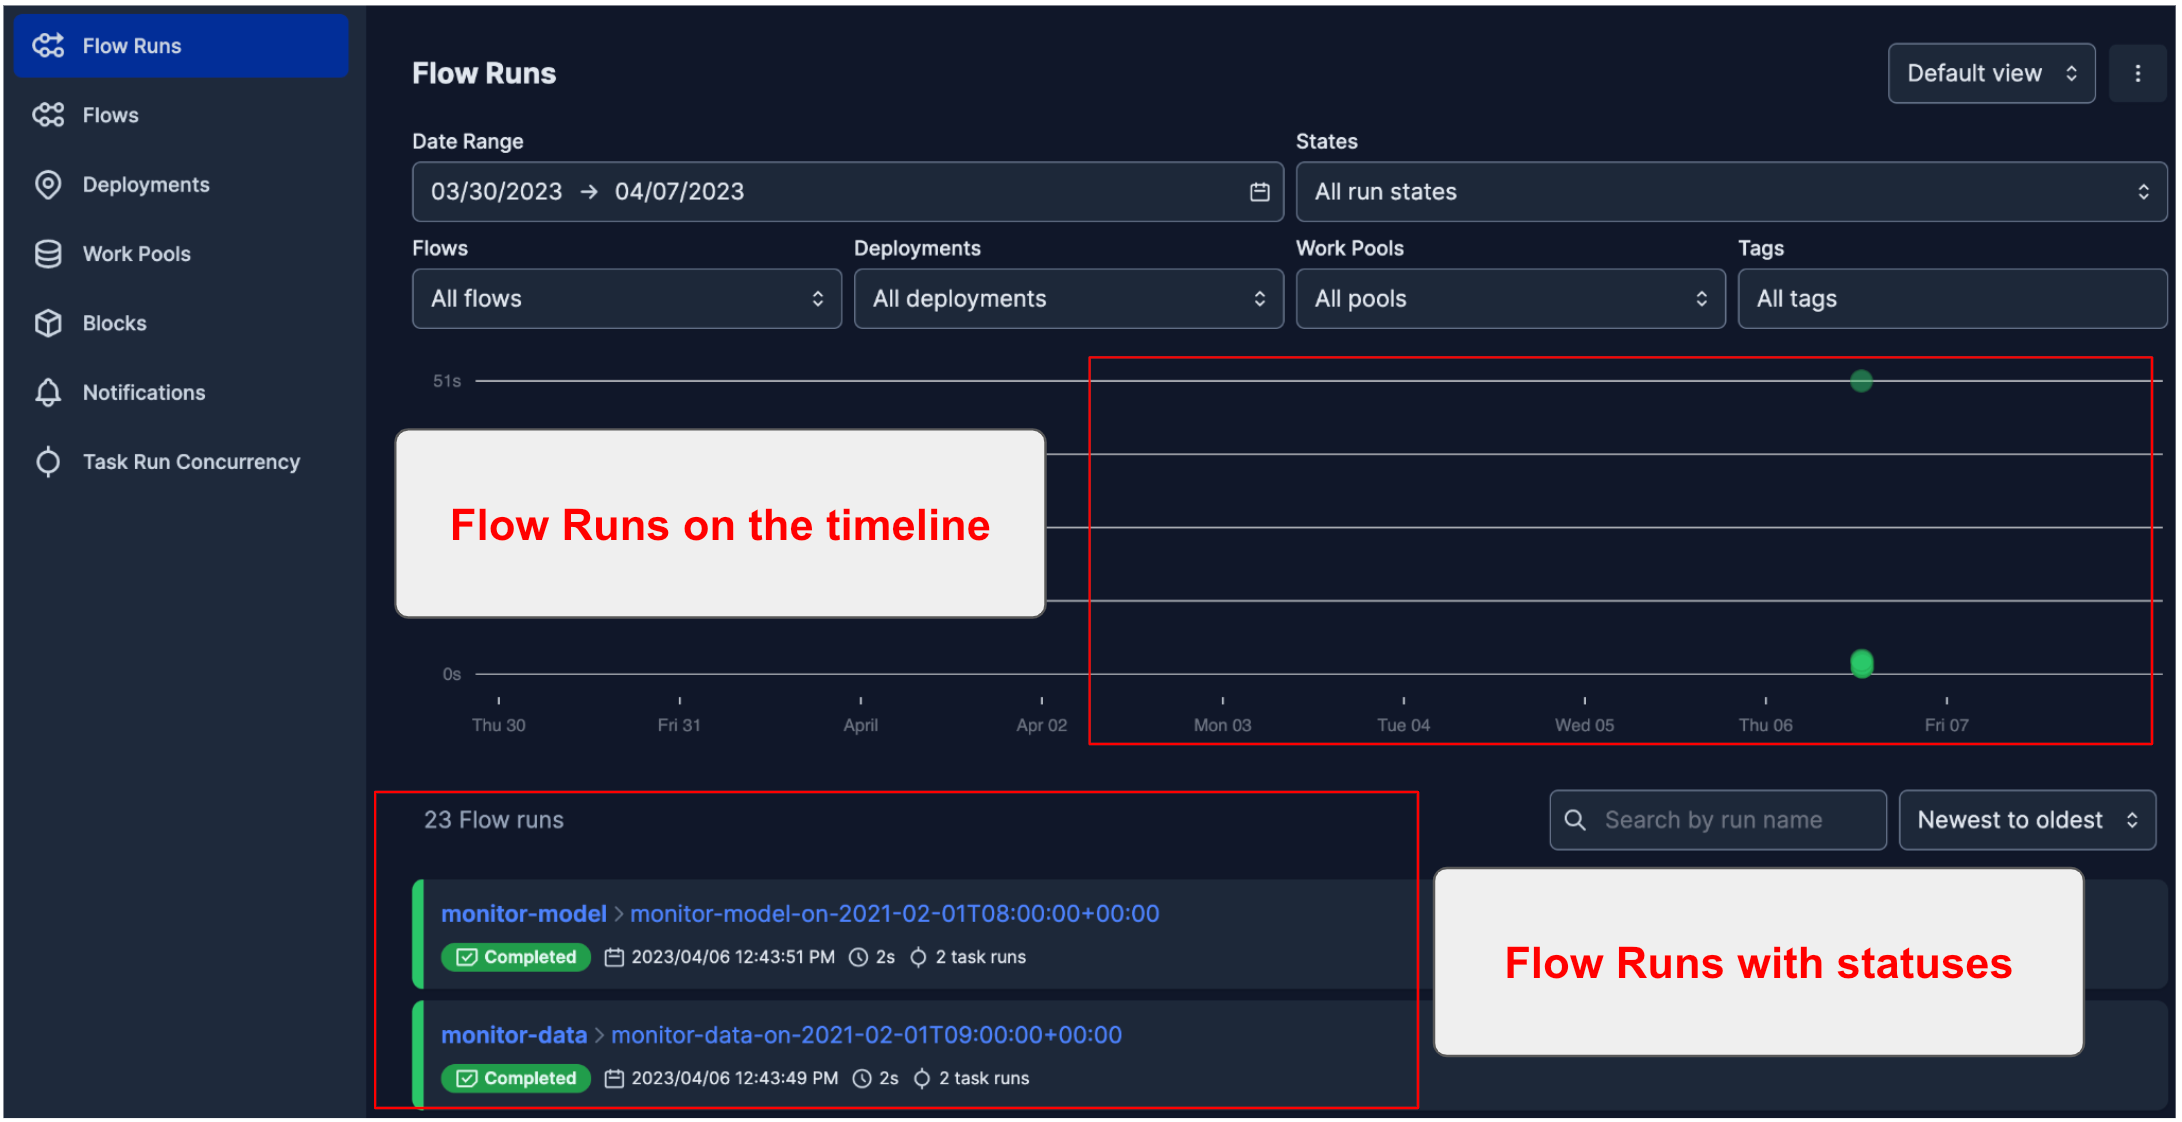 Flow Runs
Flows
Deployments
Work Pools
Blocks
Notifications
Task Run Concurrency
Flow Runs
Default view
Date Range
States
03/30/2023 → 04/07/2023
All run states
Flows
Deployments
Work Pools
Tags
All flows
All deployments
All pools
All tags
51s
Flow Runs on the timeline
0s
Thu 30
Fri 31
April
Apr 02
Mon 03
Tue 04
Wed 05
Thu 06
Fri 07
23 Flow runs
Search by run name
Newest to oldest
monitor-model > monitor-model-on-2021-02-01T08:00:00+00:00
Completed 2023/04/06 12:43:51 PM 2s 2 task runs
Flow Runs with statuses
monitor-data > monitor-data-on-2021-02-01T09:00:00+00:00
Completed 2023/04/06 12:43:49 PM 2s 2 task runs